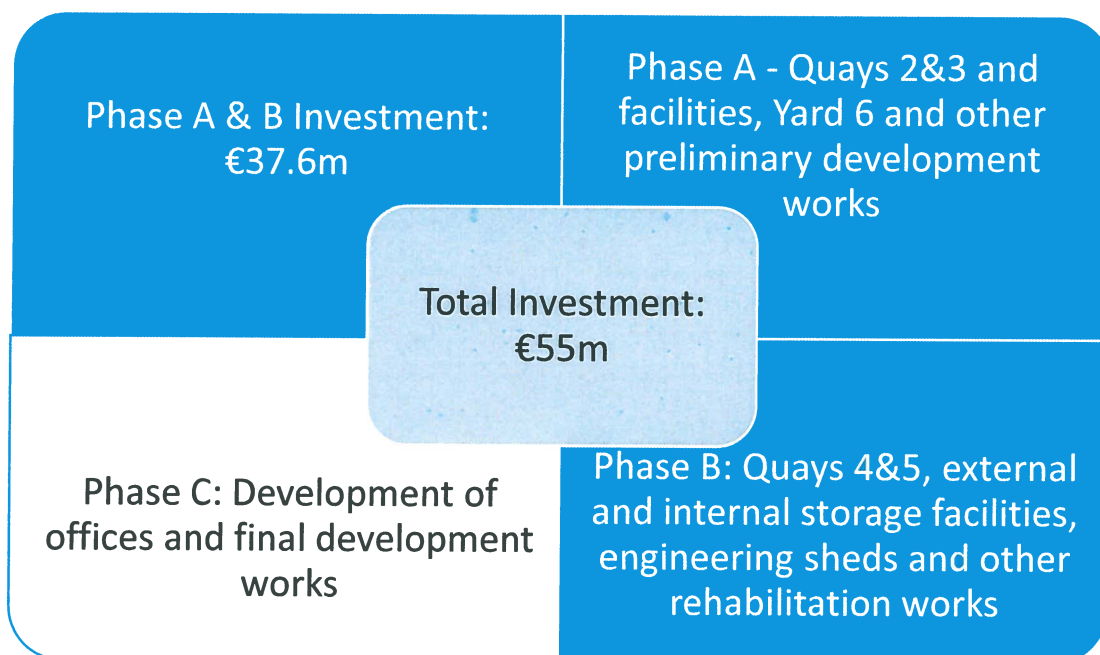 Phase A & B Investment:
€37.6m
Phase A - Quays 2&3 and
facilities, Yard 6 and other
preliminary development
works
Total Investment:
€55m
Phase C: Development of
offices and final development
works
Phase B: Quays 4&5, external
and internal storage facilities,
engineering sheds and other
rehabilitation works